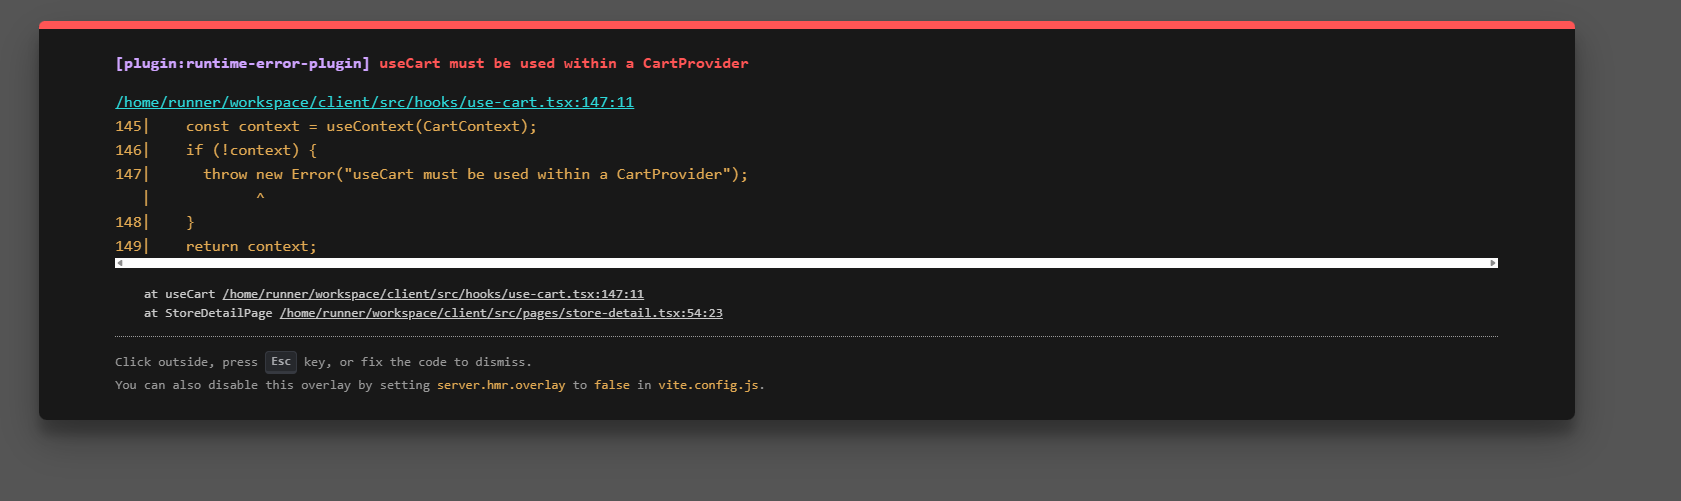 [plugin:runtime-error-plugin] useCart must be used within a CartProvider
/home/runner/workspace/client/src/hooks/use-cart.tsx:147:11
145|    const context = useContext(CartContext);
146|    if (!context) {
147|      throw new Error("useCart must be used within a CartProvider");
   |            ^
148|    }
149|    return context;
at useCart /home/runner/workspace/client/src/hooks/use-cart.tsx:147:11
at StoreDetailPage /home/runner/workspace/client/src/pages/store-detail.tsx:54:23
Click outside, press Esc key, or fix the code to dismiss.
You can also disable this overlay by setting server.hmr.overlay to false in vite.config.js.